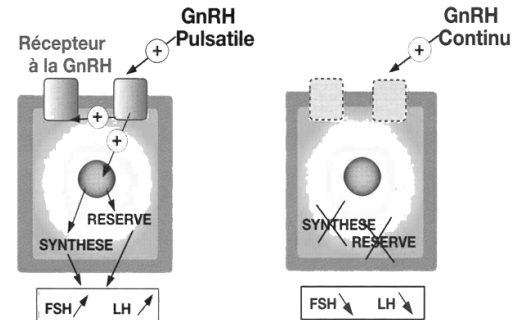 GnRH
Pulsatile
Récepteur
à la GnRH
+
+
+
RESERVE
SYNTHESE
FSH LH
GnRH
Continu
+
SYNTHESE
RESERVE
FSH LH